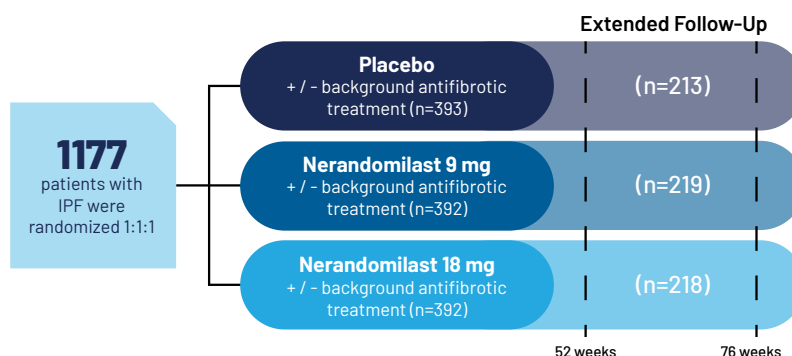 Extended Follow-Up
1177
patients with
IPF were
randomized 1:1:1
Placebo
+ / - background antifibrotic
treatment (n=393)
(n=213)
Nerandomilast 9 mg
+ / - background antifibrotic
treatment (n=392)
(n=219)
Nerandomilast 18 mg
+ / - background antifibrotic
treatment (n=392)
(n=218)
52 weeks
76 weeks